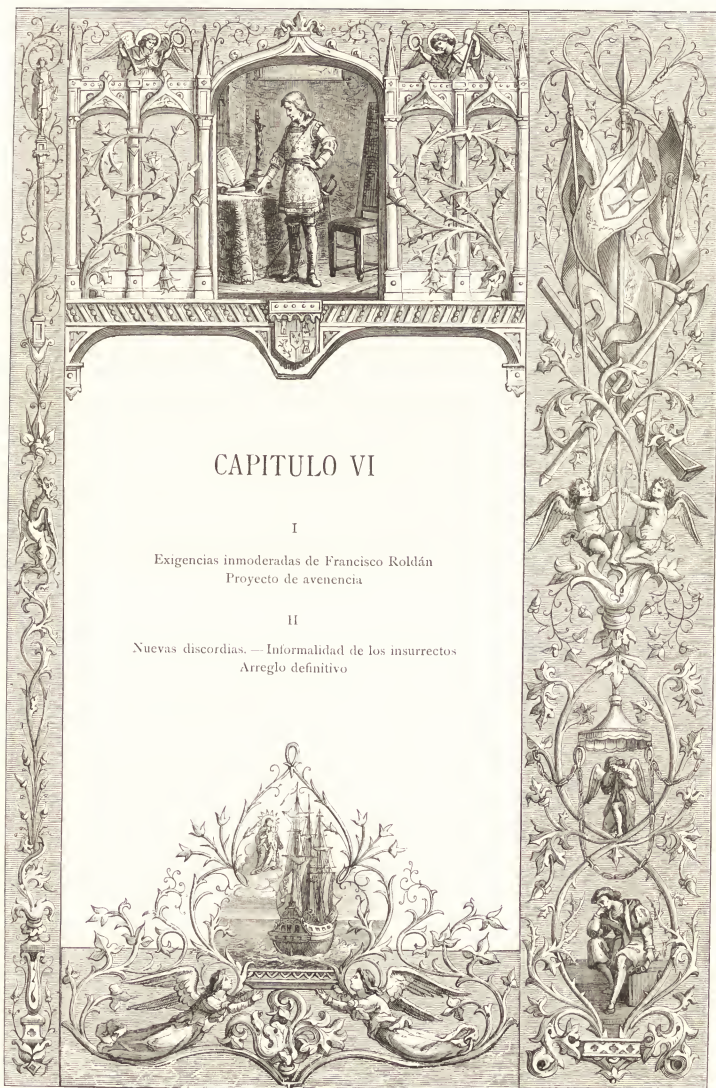 CAPITULO VI
I
Exigencias inmoderadas de Francisco Roldán
Proyecto de avenencia
II
Nuevas discordias. — Informalidad de los insurrectos
Arreglo definitivo